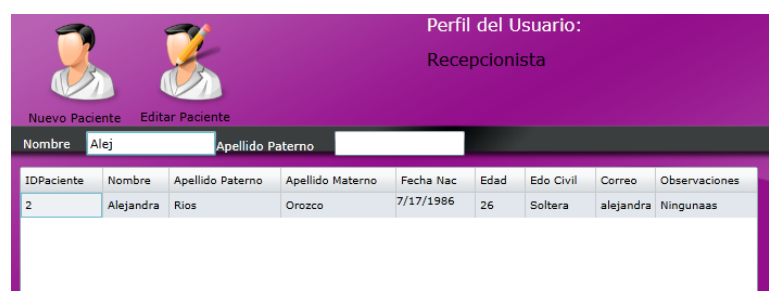 Perfil del Usuario:
Recepcionista
Nuevo Paciente Editar Paciente
Nombre Alej Apellido Paterno
IDPaciente Nombre Apellido Paterno Apellido Materno Fecha Nac Edad Edo Civil Correo Observaciones
2 Alejandra Rios Orozco 7/17/1986 26 Soltera alejandra Ningunaas